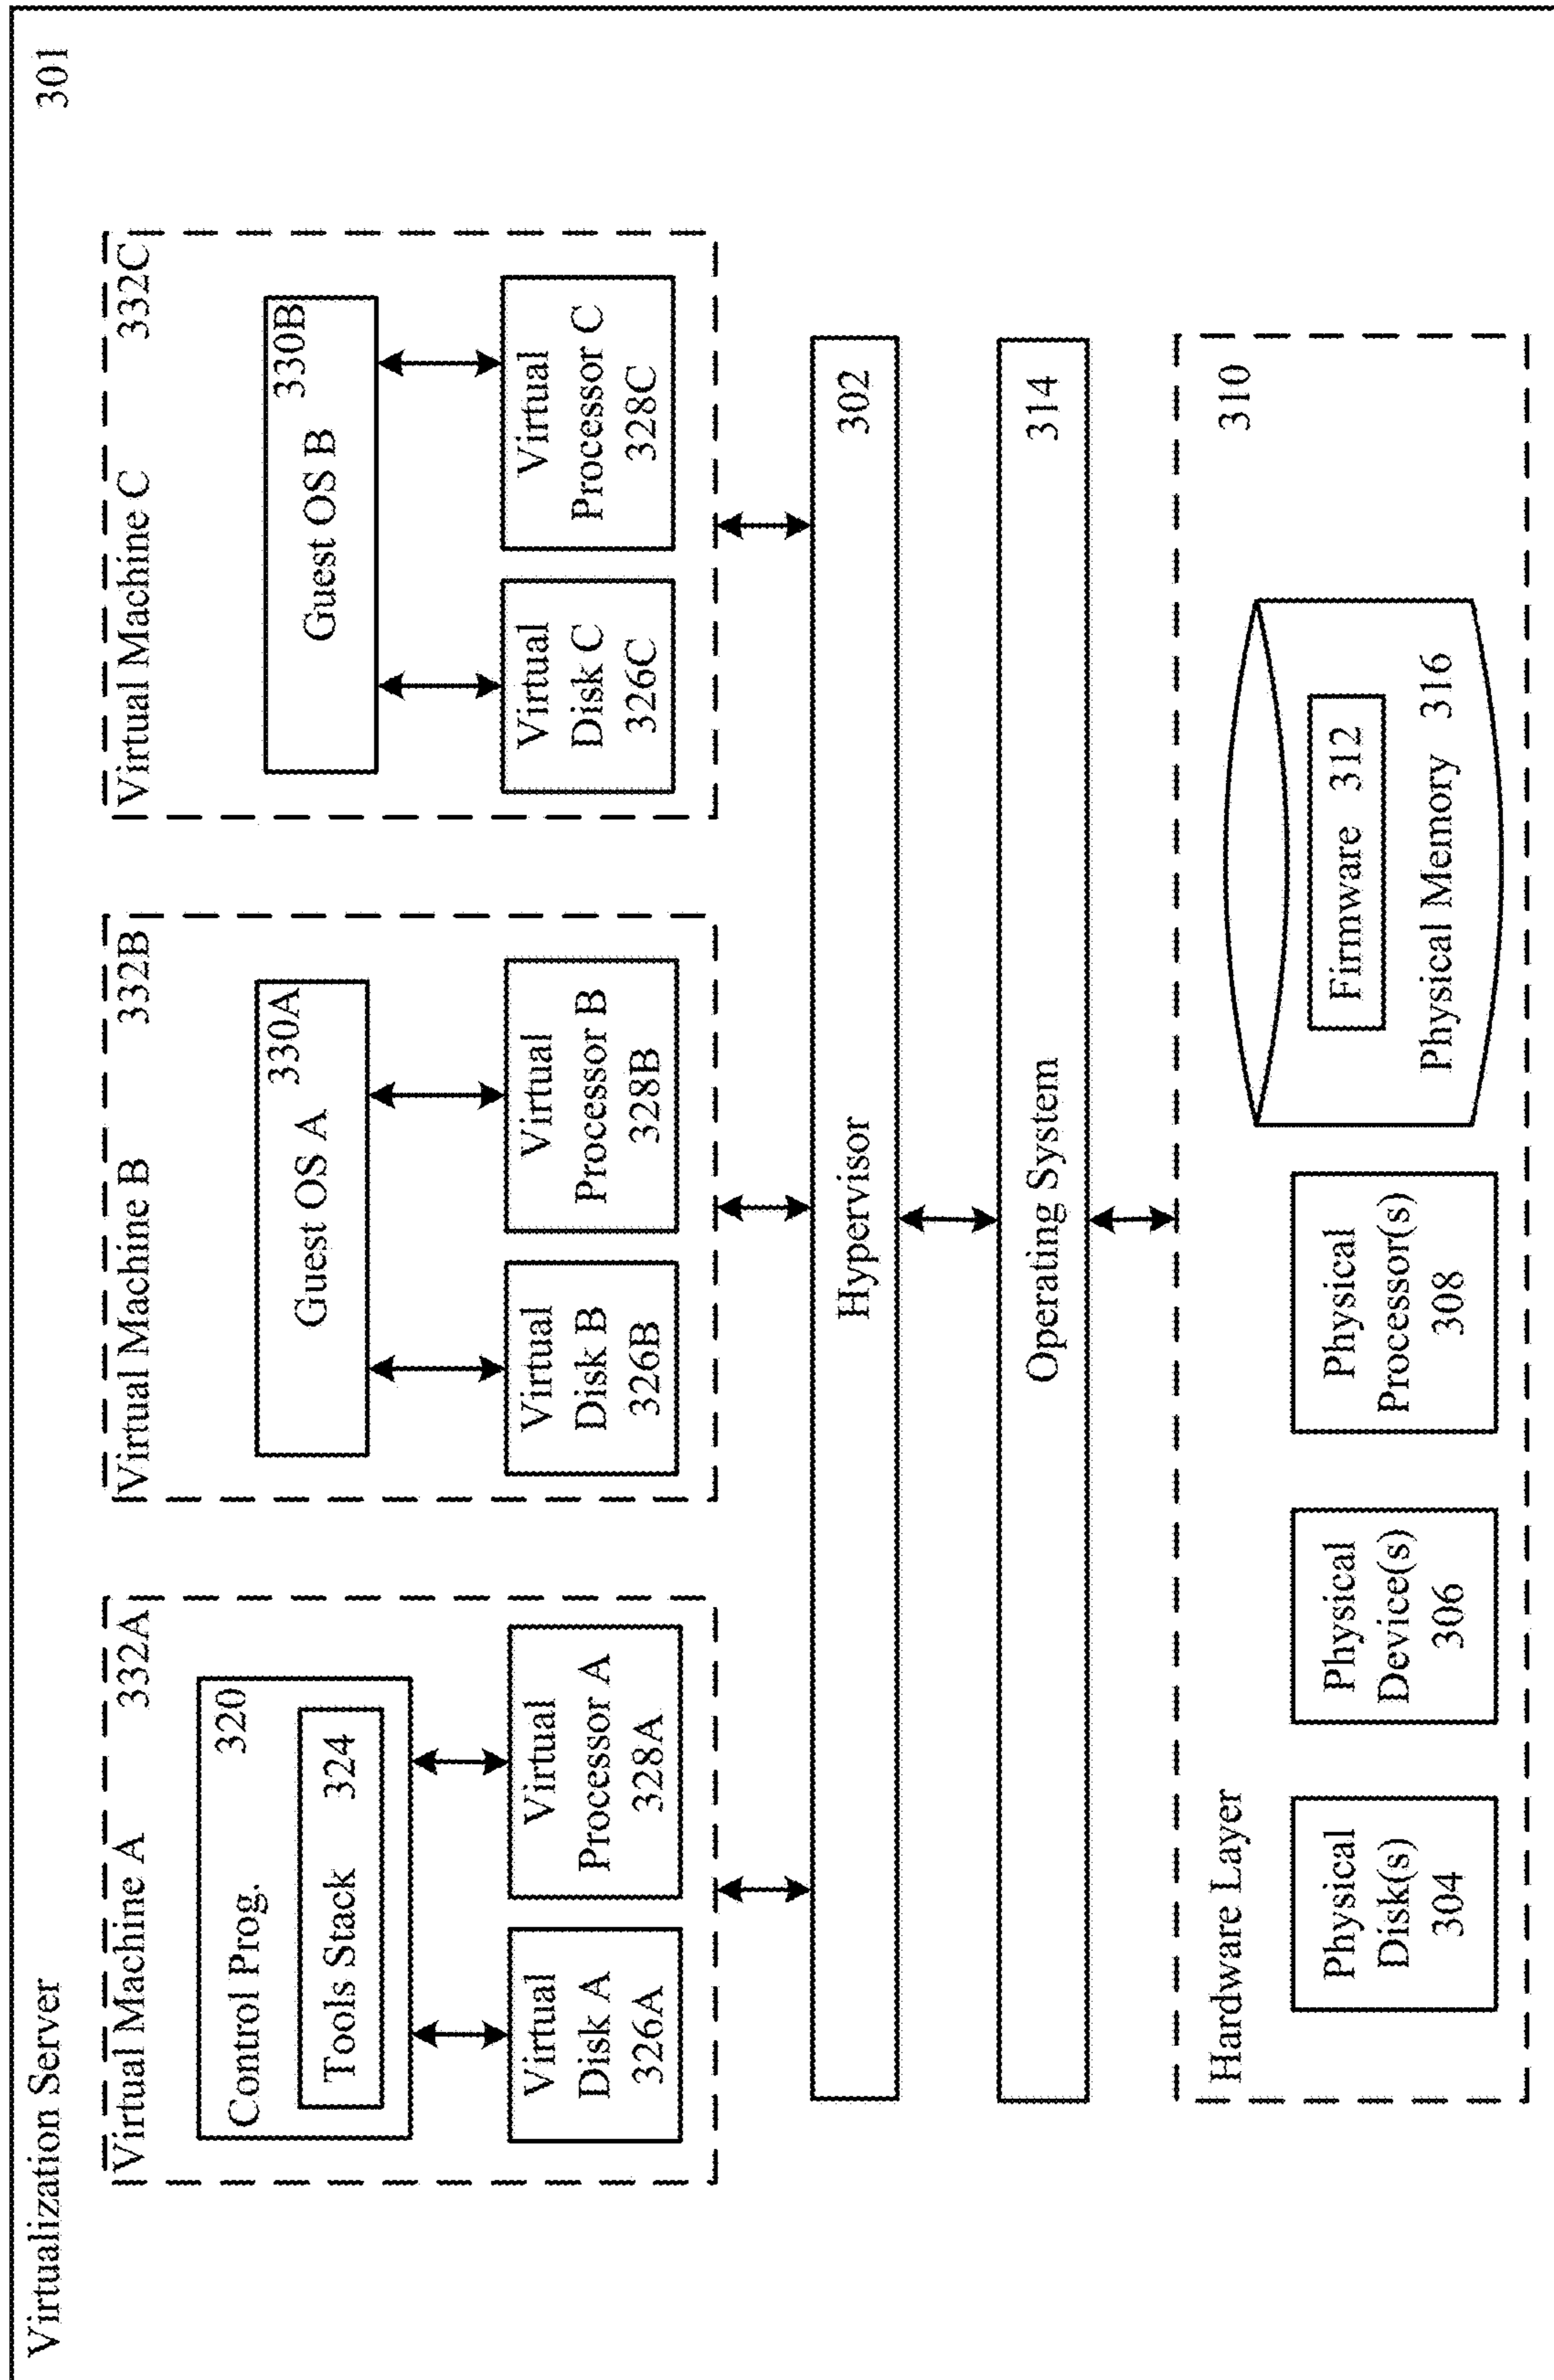 Virtualization Server
301
Virtual Machine A 332A
Control Prog.
320
Tools Stack 324
Virtual
Disk A
326A
Virtual
Processor A
328A
Virtual Machine B 332B
330A
Guest OS A
Virtual
Disk B
326B
Virtual
Processor B
328B
Virtual Machine C 332C
330B
Guest OS B
Virtual
Disk C
326C
Virtual
Processor C
328C
Hypervisor 302
Operating System 314
Hardware Layer 310
Physical
Disk(s)
304
Physical
Device(s)
306
Physical
Processor(s)
308
Firmware 312
Physical Memory 316